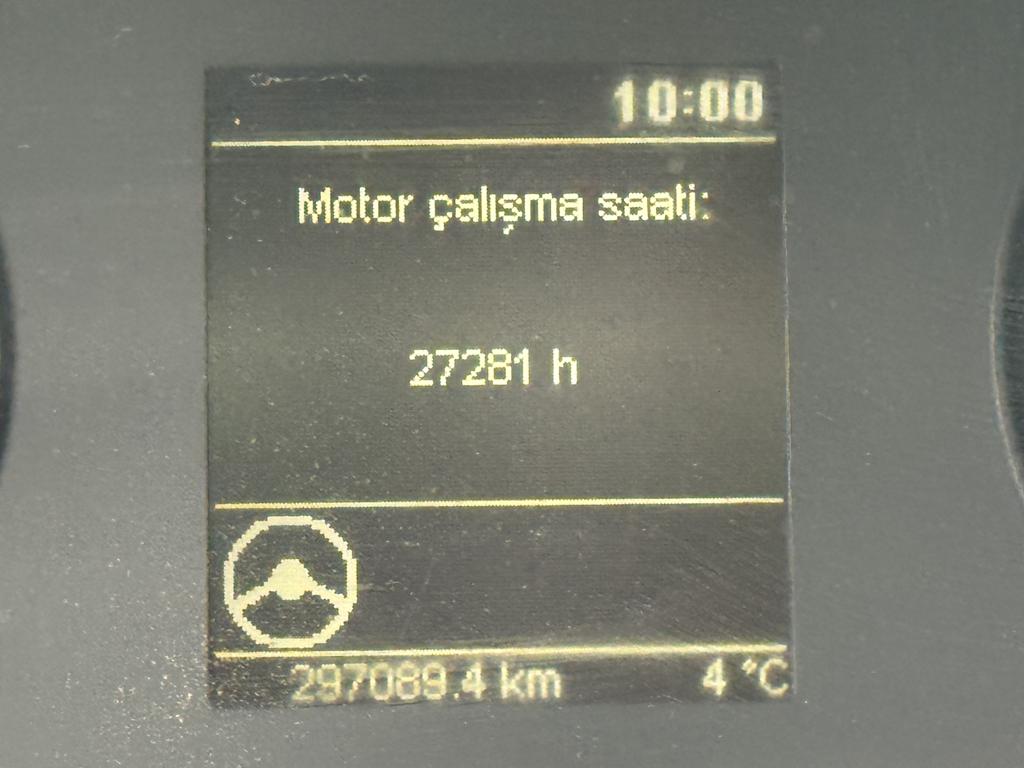 10:00
Motor çalışma saati:
27281 h
297089.4 km 4 °C